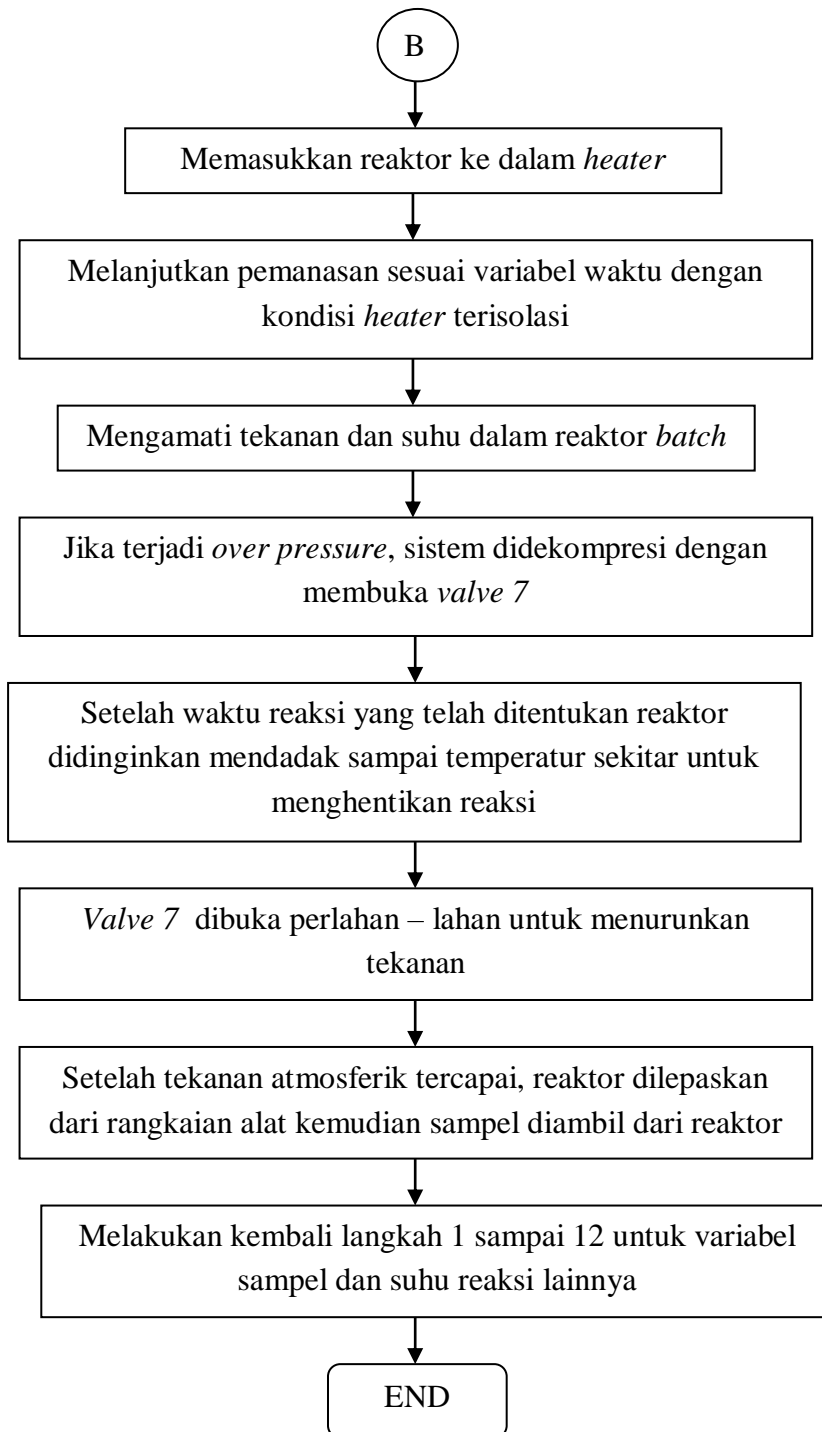 B
Memasukkan reaktor ke dalam heater
Melanjutkan pemanasan sesuai variabel waktu dengan
kondisi heater terisolasi
Mengamati tekanan dan suhu dalam reaktor batch
Jika terjadi over pressure, sistem didekompresi dengan
membuka valve 7
Setelah waktu reaksi yang telah ditentukan reaktor
didinginkan mendadak sampai temperatur sekitar untuk
menghentikan reaksi
Valve 7 dibuka perlahan – lahan untuk menurunkan
tekanan
Setelah tekanan atmosferik tercapai, reaktor dilepaskan
dari rangkaian alat kemudian sampel diambil dari reaktor
Melakukan kembali langkah 1 sampai 12 untuk variabel
sampel dan suhu reaksi lainnya
END